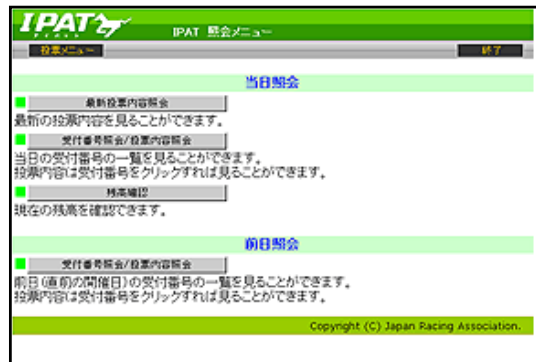 IPAT
IPAT 照会メニュー
投票メニュー
終了
当日照会
最新投票内容照会
最新の投票内容を見ることができます。
受付番号照会/投票内容照会
当日の受付番号の一覧を見ることができます。
投票内容は受付番号をクリックすれば見ることができます。
残高確認
現在の残高を確認できます。
前日照会
受付番号照会/投票内容照会
前日(直前の開催日)の受付番号の一覧を見ることができます。
投票内容は受付番号をクリックすれば見ることができます。
Copyright (C) Japan Racing Association.